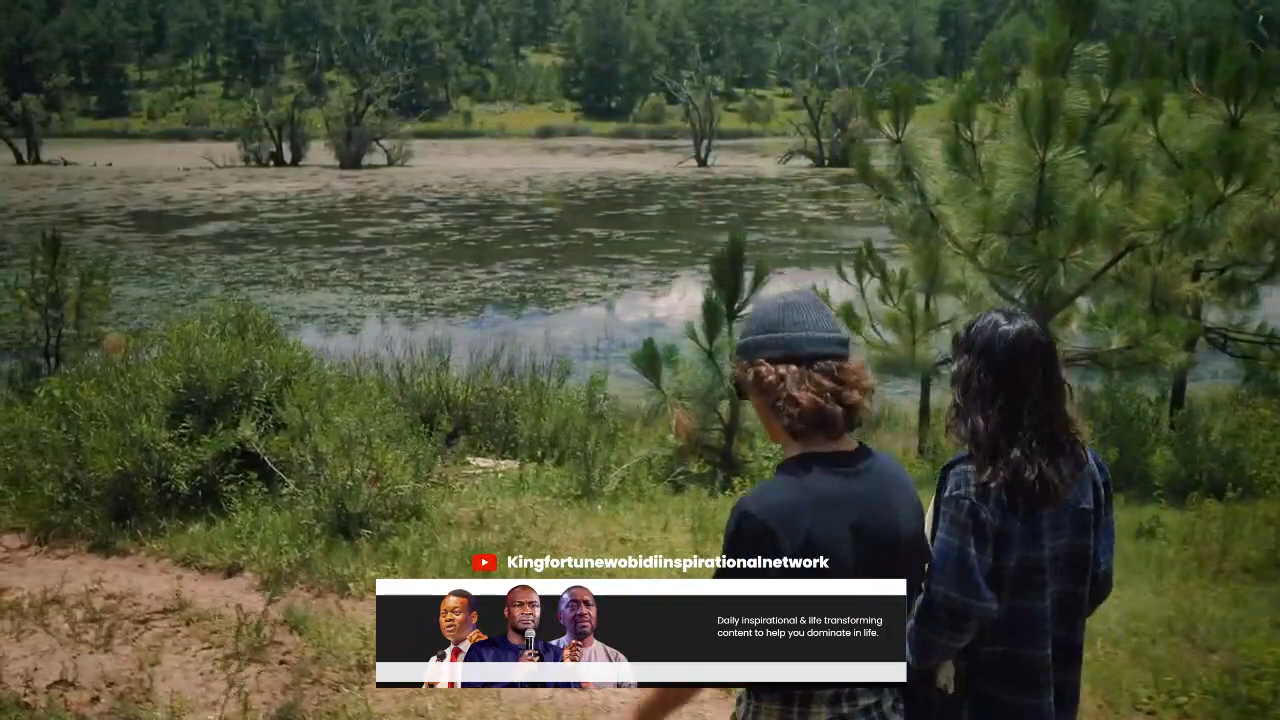 Kingfortunewobidiinspirationalnetwork
Daily inspirational & life transforming
content to help you dominate in life.